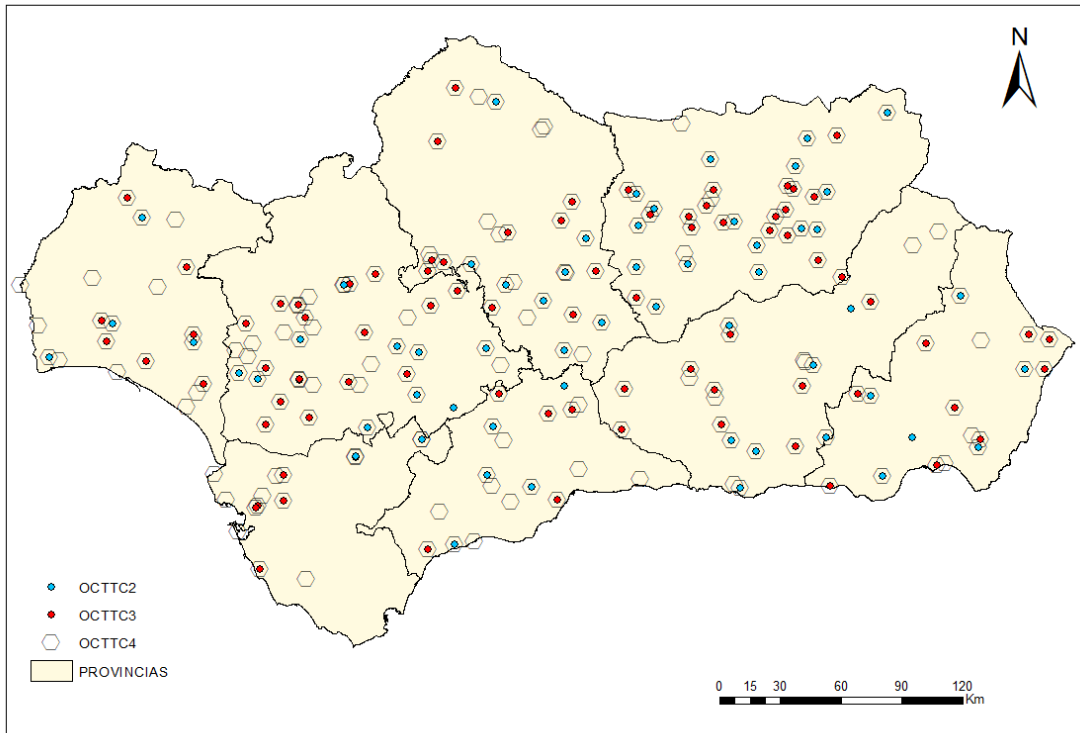 N
OCTTC2
OCTTC3
OCTTC4
PROVINCIAS
0 15 30 60 90 120
Km